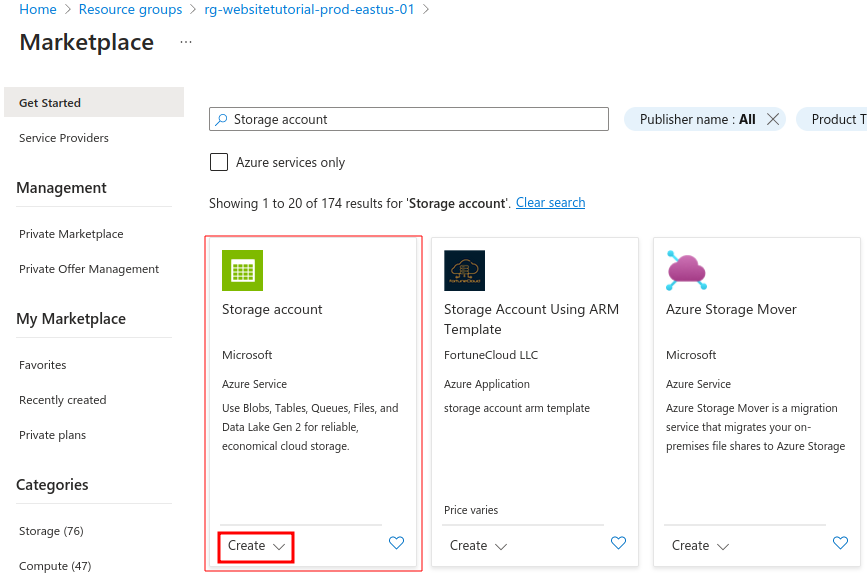 Home > Resource groups > rg-websitetutorial-prod-eastus-01 >
Marketplace ...
Get Started
Service Providers
Management
Private Marketplace
Private Offer Management
My Marketplace
Favorites
Recently created
Private plans
Categories
Storage (76)
Compute (47)
Storage account
Publisher name : All
Product T
Azure services only
Showing 1 to 20 of 174 results for 'Storage account'. Clear search
Storage account
Microsoft
Azure Service
Use Blobs, Tables, Queues, Files, and
Data Lake Gen 2 for reliable,
economical cloud storage.
Create
FortuneCloud
Storage Account Using ARM
Template
FortuneCloud LLC
Azure Application
storage account arm template
Price varies
Create
Azure Storage Mover
Microsoft
Azure Service
Azure Storage Mover is a migration
service that migrates your on-
premises file shares to Azure Storage
Create